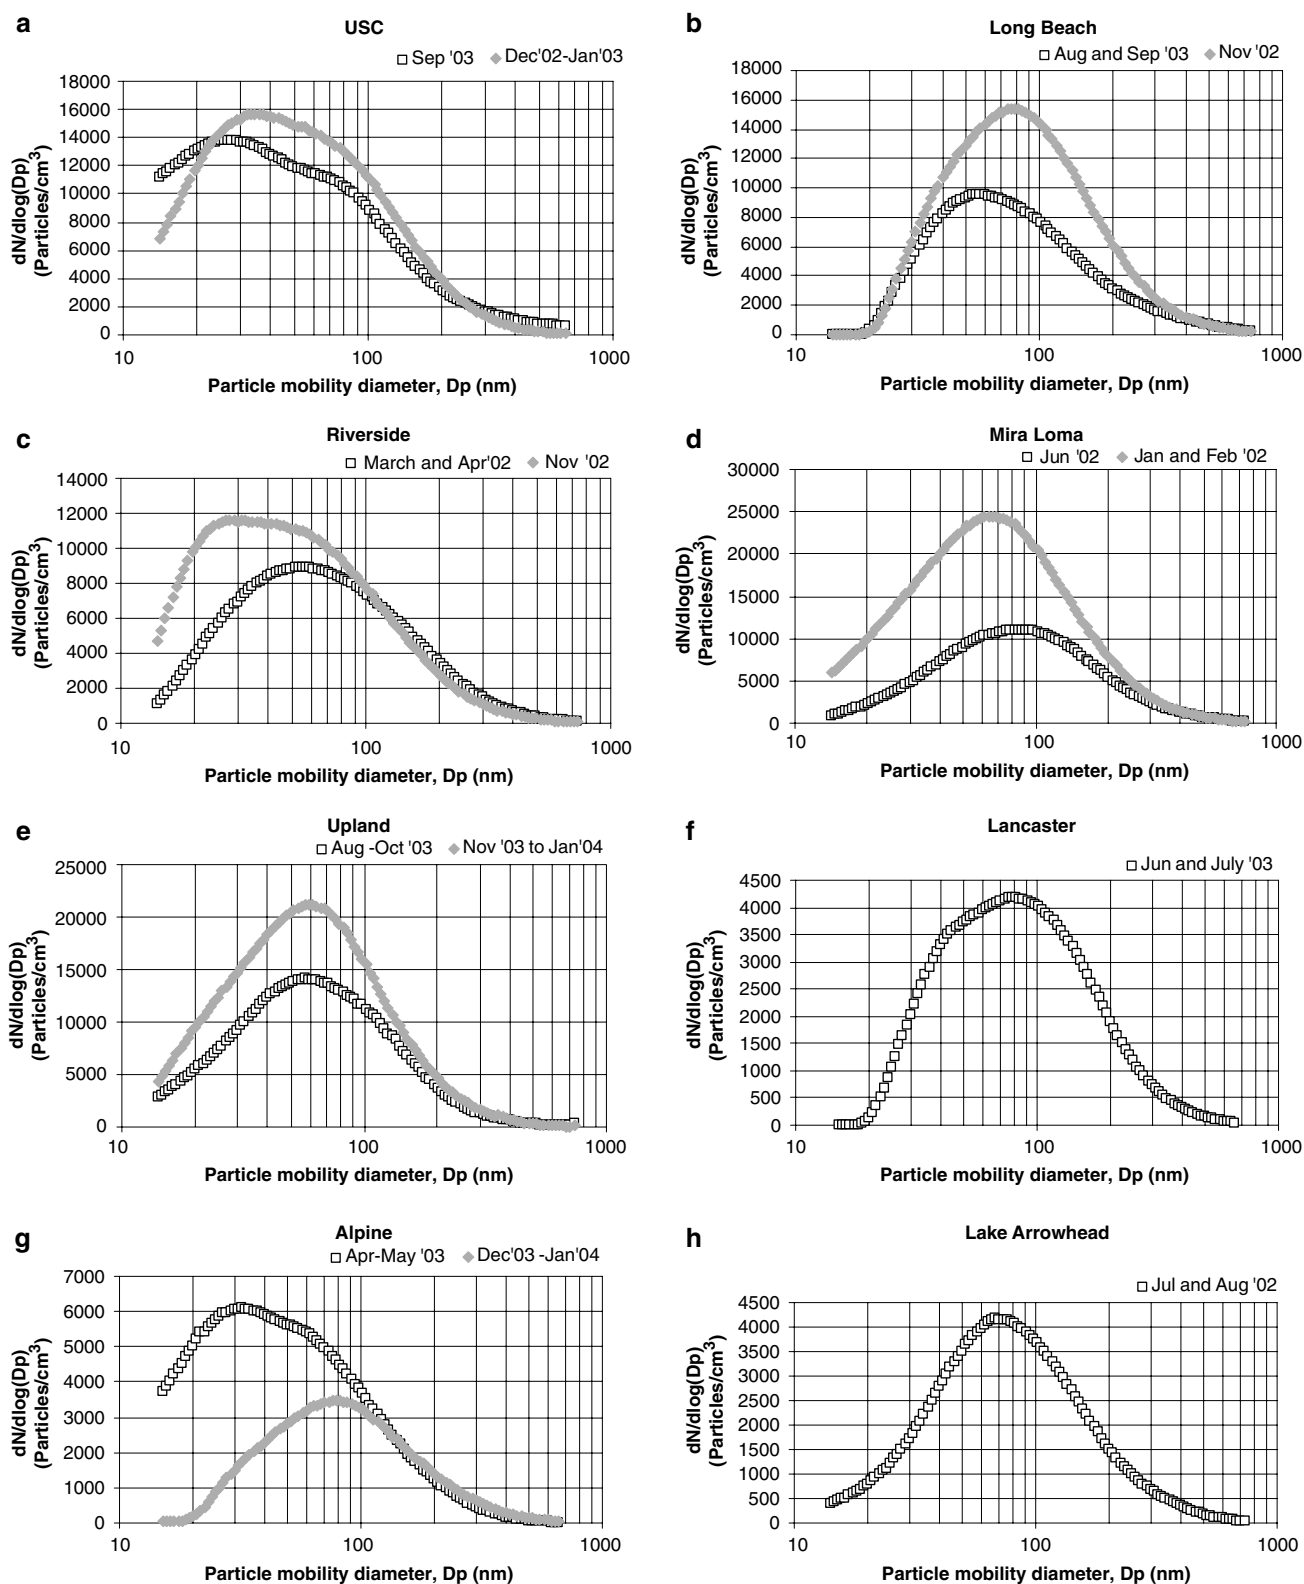 a
USC
Sep '03 Dec'02-Jan'03
18000
16000
14000
12000
10000
8000
6000
4000
2000
0
dN/dlog(Dp)
(Particles/cm3)
10 100 1000
Particle mobility diameter, Dp (nm)
b
Long Beach
Aug and Sep '03 Nov'02
18000
16000
14000
12000
10000
8000
6000
4000
2000
0
dN/dlog(Dp)
(Particles/cm3)
10 100 1000
Particle mobility diameter, Dp (nm)
c
Riverside
March and Apr'02 Nov '02
14000
12000
10000
8000
6000
4000
2000
0
dN/dlog(Dp)
(Particles/cm3)
10 100 1000
Particle mobility diameter, Dp (nm)
d
Mira Loma
Jun '02 Jan and Feb '02
30000
25000
20000
15000
10000
5000
0
dN/dlog(Dp)
(Particles/cm3)
10 100 1000
Particle mobility diameter, Dp (nm)
e
Upland
Aug -Oct '03 Nov '03 to Jan'04
25000
20000
15000
10000
5000
0
dN/dlog(Dp)
(Particles/cm3)
10 100 1000
Particle mobility diameter, Dp (nm)
f
Lancaster
Jun and July '03
4500
4000
3500
3000
2500
2000
1500
1000
500
0
dN/dlog(Dp)
(Particles/cm3)
10 100 1000
Particle mobility diameter, Dp (nm)
g
Alpine
Apr-May '03 Dec'03 -Jan'04
7000
6000
5000
4000
3000
2000
1000
0
dN/dlog(Dp)
(Particles/cm3)
10 100 1000
Particle mobility diameter, Dp (nm)
h
Lake Arrowhead
Jul and Aug '02
4500
4000
3500
3000
2500
2000
1500
1000
500
0
dN/dlog(Dp)
(Particles/cm3)
10 100 1000
Particle mobility diameter, Dp (nm)